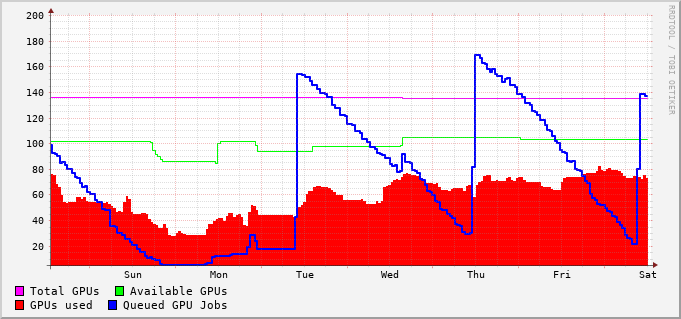 200
180
160
140
120
100
80
60
40
20
Sun Mon Tue Wed Thu Fri Sat
Total GPUs Available GPUs
GPUs used Queued GPU Jobs
RRDTOOL / TOBI OETIKER